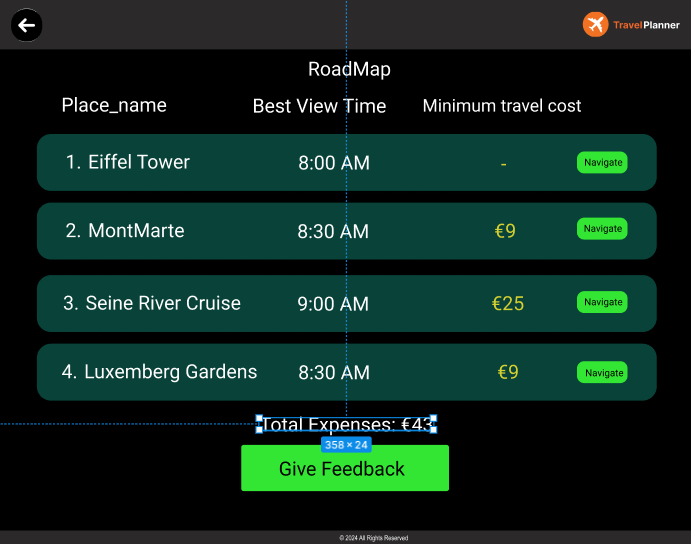 TravelPlanner
RoadMap
Place_name Best View Time Minimum travel cost
1. Eiffel Tower 8:00 AM - Navigate
2. MontMarte 8:30 AM €9 Navigate
3. Seine River Cruise 9:00 AM €25 Navigate
4. Luxemberg Gardens 8:30 AM €9 Navigate
Total Expenses: €43
358 × 24
Give Feedback
© 2024 All Rights Reserved